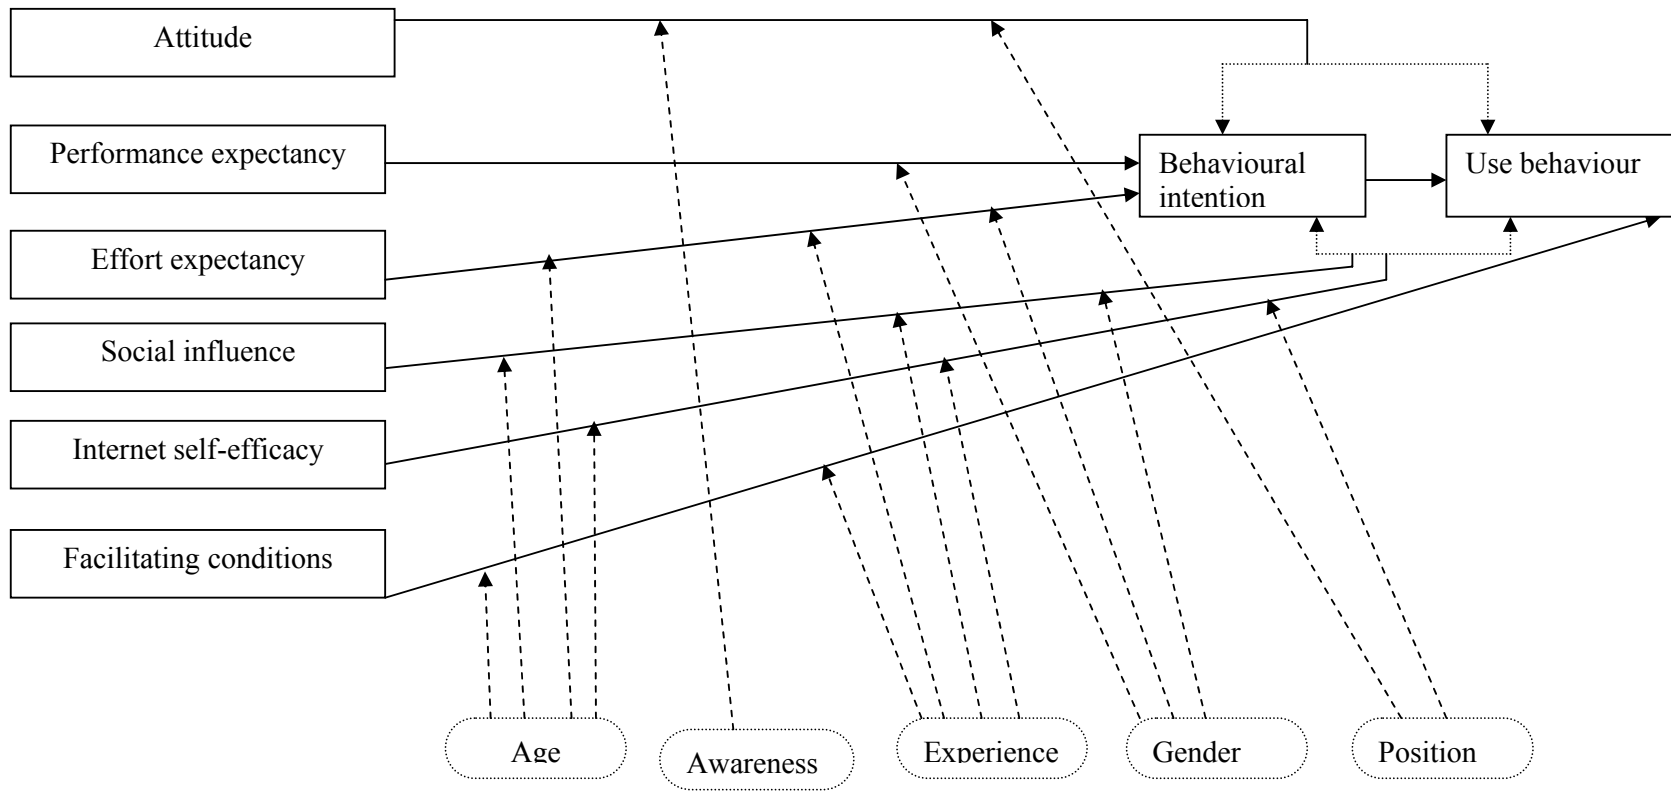 Attitude
Performance expectancy
Behavioural
intention
Use behaviour
Effort expectancy
Social influence
Internet self-efficacy
Facilitating conditions
Age
Awareness
Experience
Gender
Position